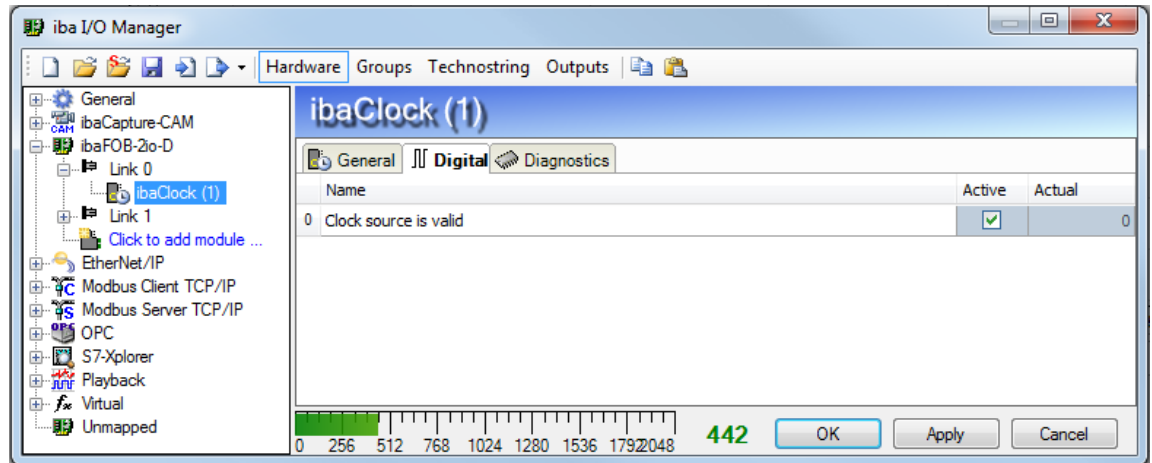 iba I/O Manager
Hardware Groups Technostring Outputs
General
CAM ibaCapture-CAM
ibaFOB-2io-D
Link 0
ibaClock (1)
Link 1
Click to add module ...
EtherNet/IP
Modbus Client TCP/IP
Modbus Server TCP/IP
OPC OPC
S7-Xplorer
Playback
fx Virtual
Unmapped
ibaClock (1)
General Digital Diagnostics
Name Active Actual
0 Clock source is valid 0
0 256 512 768 1024 1280 1536 1792 2048
442 OK Apply Cancel